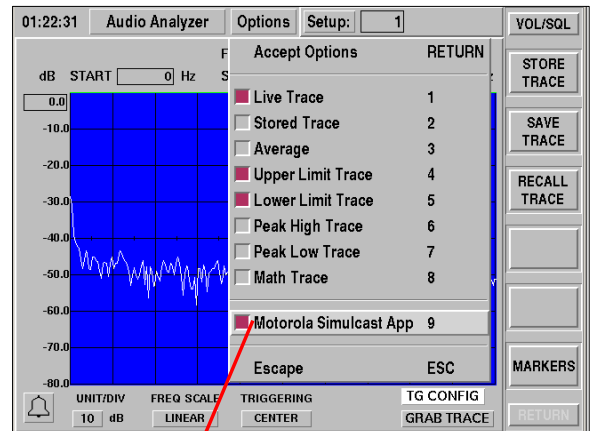 01:22:31 Audio Analyzer Options Setup: 1 VOL/SQL
F
dB START 0 Hz S
Accept Options RETURN
STORE TRACE
0.0
-10.0
-20.0
-30.0
-40.0
-50.0
-60.0
-70.0
-80.0
Live Trace 1
Stored Trace 2
Average 3
Upper Limit Trace 4
Lower Limit Trace 5
Peak High Trace 6
Peak Low Trace 7
Math Trace 8
Motorola Simulcast App 9
Escape ESC
SAVE TRACE
RECALL TRACE
MARKERS
UNIT/DIV FREQ SCALE TRIGGERING TG CONFIG
10 dB LINEAR CENTER GRAB TRACE RETURN